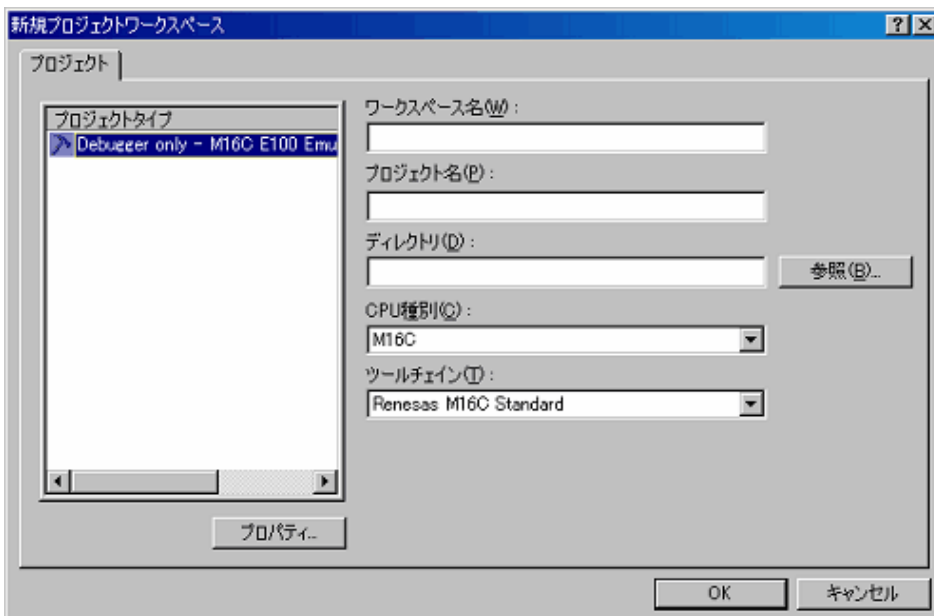 新規プロジェクトワークスペース
プロジェクト
プロジェクトタイプ
Debugger only - M16C E100 Emu
ワークスペース名(W):
プロジェクト名(P):
ディレクトリ(D):
参照(B)...
CPU種別(C):
M16C
ツールチェイン(T):
Renesas M16C Standard
プロパティ...
OK
キャンセル